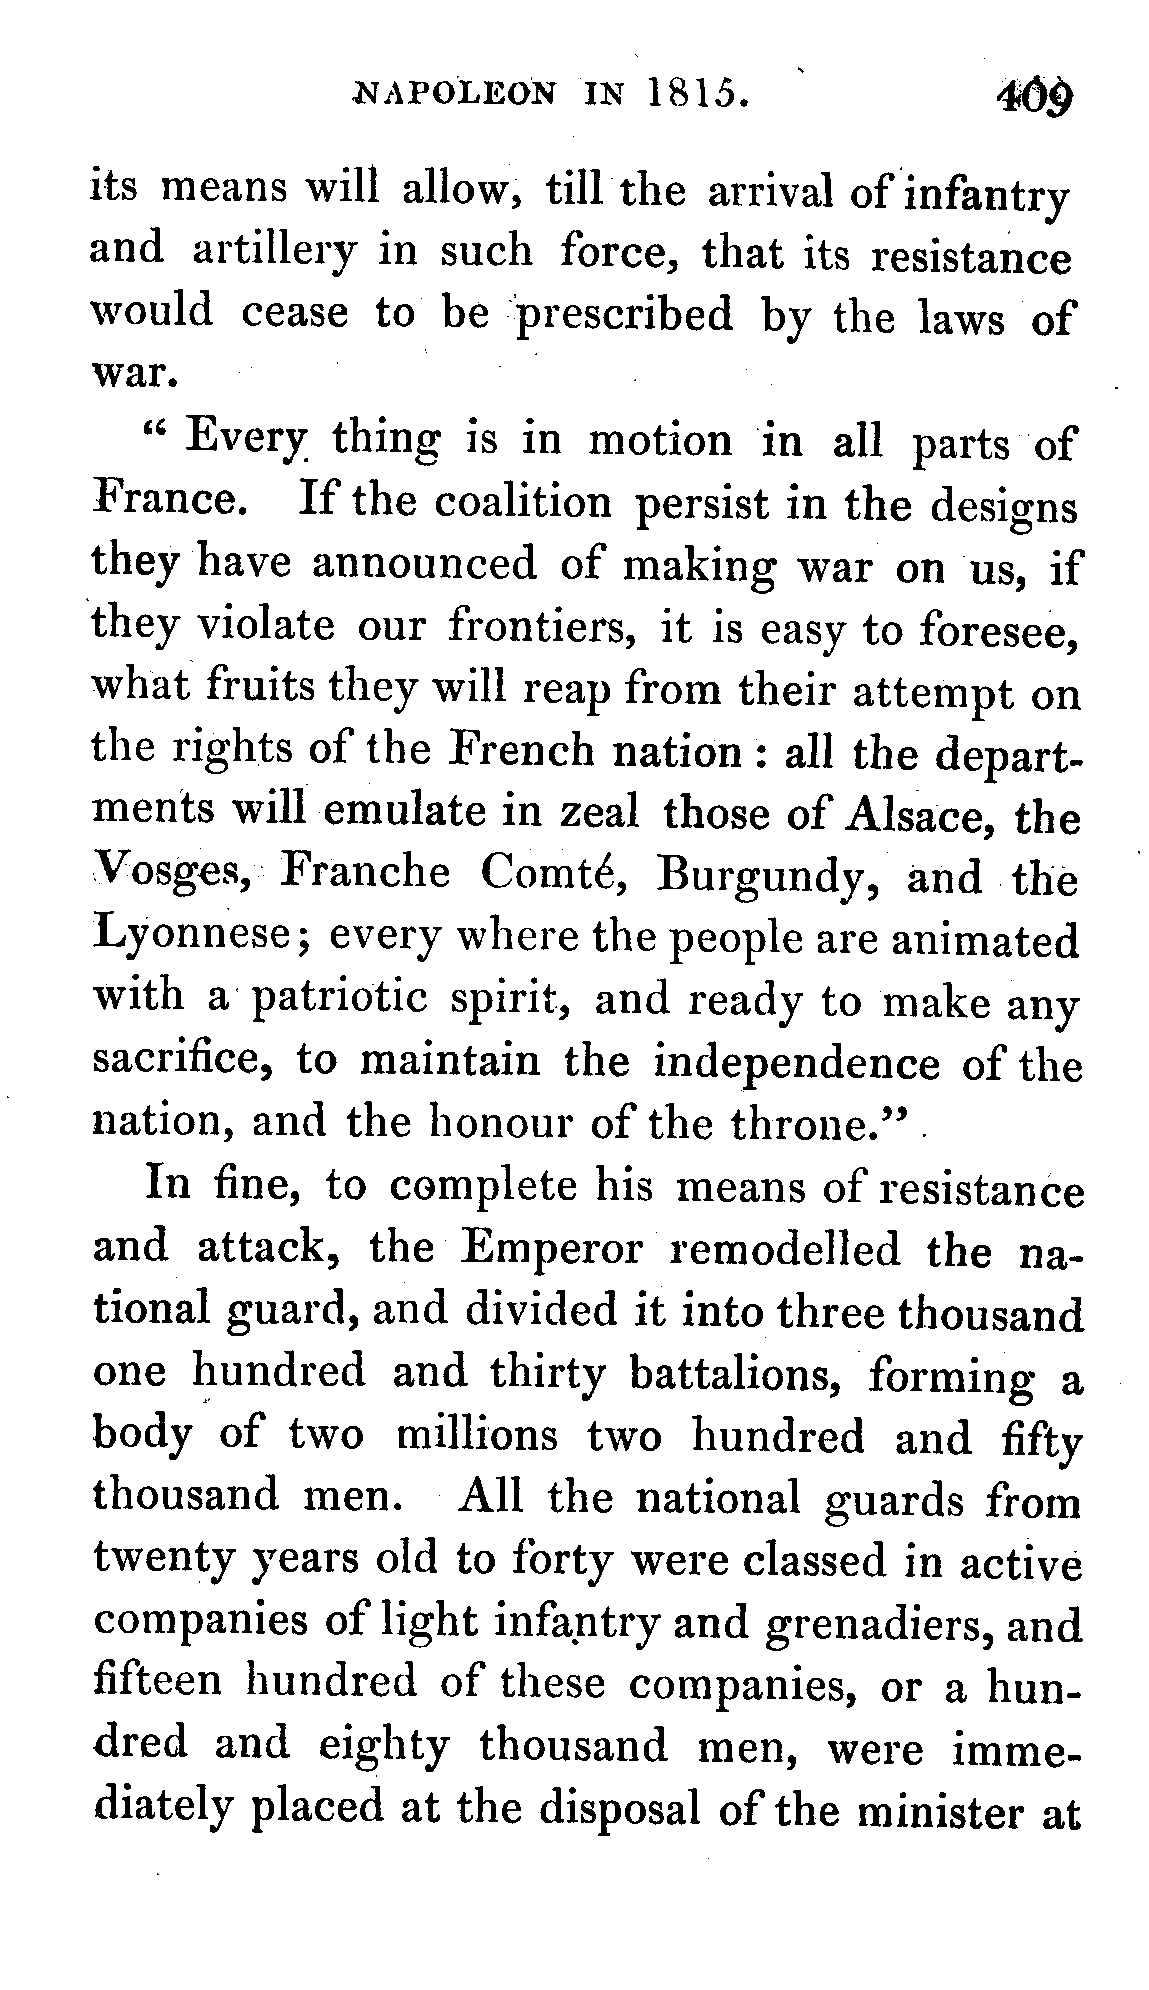 NAPOLEON IN 1815. 409
its means will allow, till the arrival of infantry
and artillery in such force, that its resistance
would cease to be prescribed by the laws of
war.
“ Every thing is in motion in all parts of
France. If the coalition persist in the designs
they have announced of making war on us, if
they violate our frontiers, it is easy to foresee,
what fruits they will reap from their attempt on
the rights of the French nation : all the depart-
ments will emulate in zeal those of Alsace, the
Vosges, Franche Comté, Burgundy, and the
Lyonnese; every where the people are animated
with a patriotic spirit, and ready to make any
sacrifice, to maintain the independence of the
nation, and the honour of the throne.”
In fine, to complete his means of resistance
and attack, the Emperor remodelled the na-
tional guard, and divided it into three thousand
one hundred and thirty battalions, forming a
body of two millions two hundred and fifty
thousand men. All the national guards from
twenty years old to forty were classed in active
companies of light infantry and grenadiers, and
fifteen hundred of these companies, or a hun-
dred and eighty thousand men, were imme-
diately placed at the disposal of the minister at